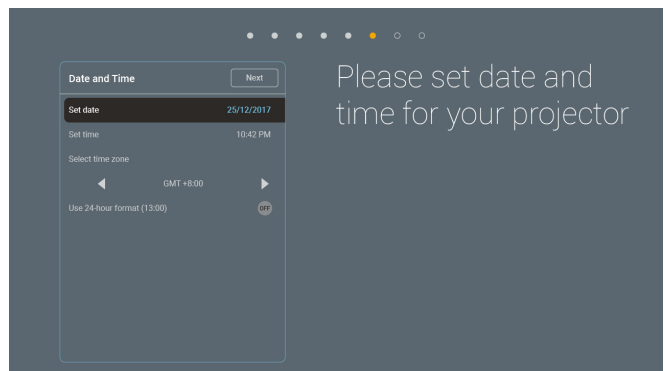 Date and Time Next
Set date 25/12/2017
Set time 10:42 PM
Select time zone
GMT +8:00
Use 24-hour format (13:00) OFF
Please set date and
time for your projector